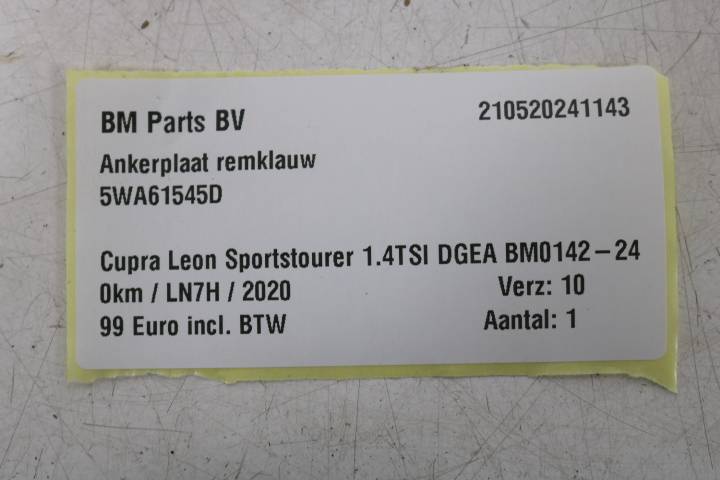 BM Parts BV 210520241143
Ankerplaat remklauw
5WA61545D
Cupra Leon Sportstourer 1.4TSI DGEA BM0142-24
0km / LN7H / 2020 Verz: 10
99 Euro incl. BTW Aantal: 1